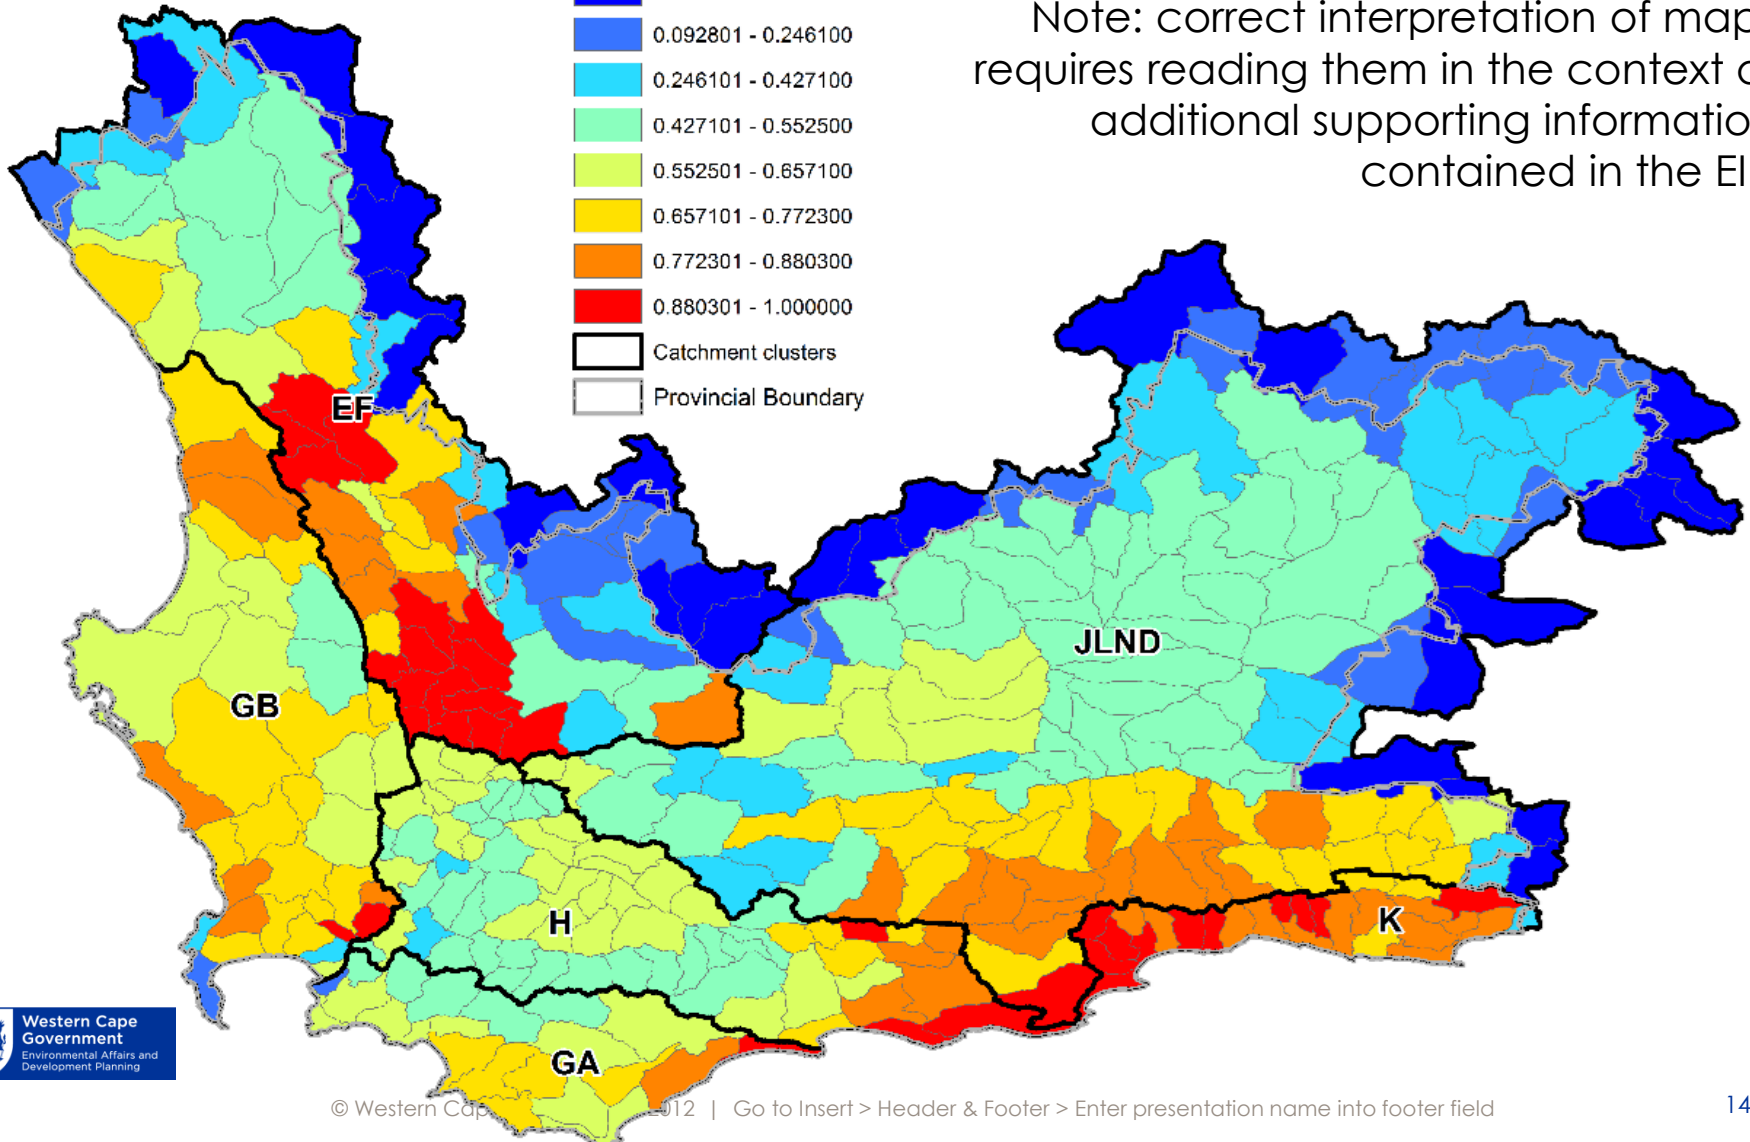 Note: correct interpretation of map
requires reading them in the context
additional supporting informatio
contained in the EI
0.092801 - 0.246100
0.246101 - 0.427100
0.427101 - 0.552500
0.552501 - 0.657100
0.657101 - 0.772300
0.772301 - 0.880300
0.880301 - 1.000000
Catchment clusters
Provincial Boundary
EF
JLND
GB
H
K
GA
Western Cape
Government
Environmental Affairs and
Development Planning
© Western Cap 012 | Go to Insert > Header & Footer > Enter presentation name into footer field
14